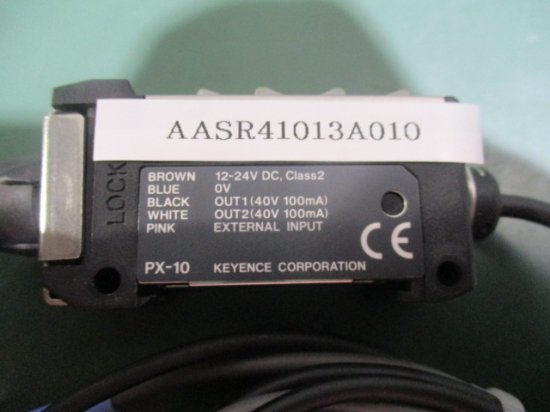 AASR41013A010
LOCK
BROWN 12-24V DC, Class2
BLUE 0V
BLACK OUT1(40V 100mA)
WHITE OUT2(40V 100mA)
PINK EXTERNAL INPUT
CE
PX-10 KEYENCE CORPORATION